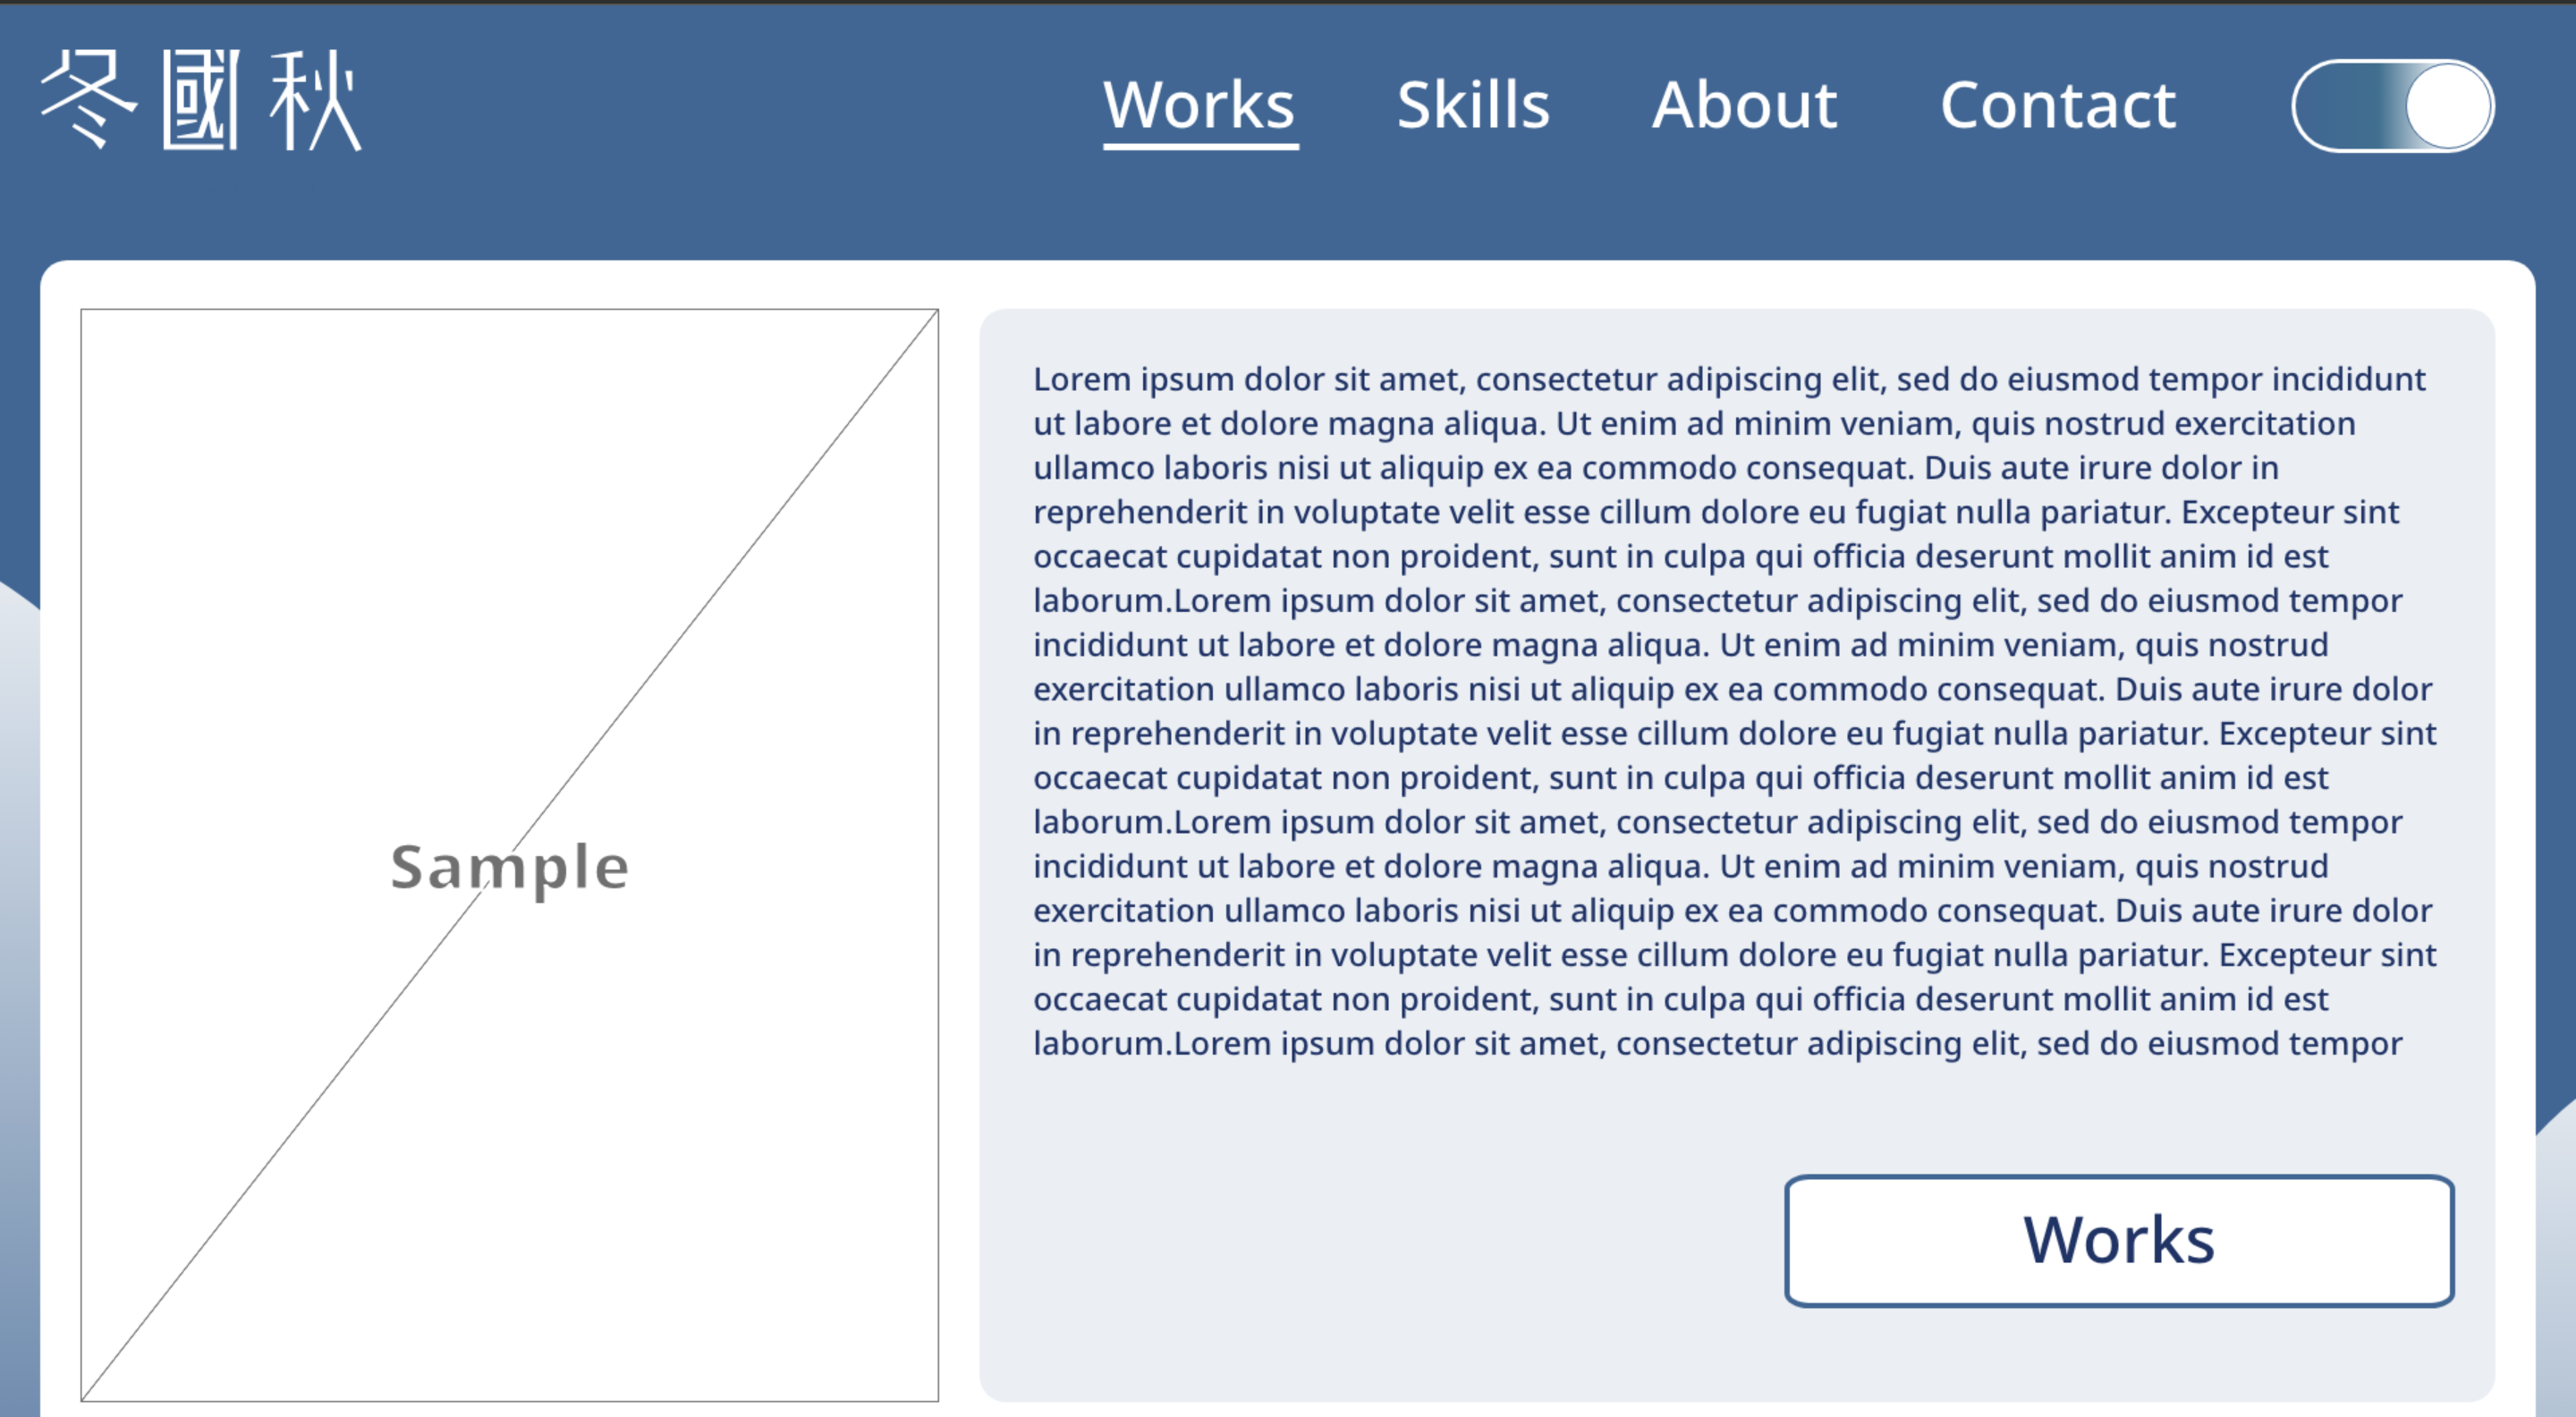 冬國秋
Works Skills About Contact
Sample
Lorem ipsum dolor sit amet, consectetur adipiscing elit, sed do eiusmod tempor incididunt
ut labore et dolore magna aliqua. Ut enim ad minim veniam, quis nostrud exercitation
ullamco laboris nisi ut aliquip ex ea commodo consequat. Duis aute irure dolor in
reprehenderit in voluptate velit esse cillum dolore eu fugiat nulla pariatur. Excepteur sint
occaecat cupidatat non proident, sunt in culpa qui officia deserunt mollit anim id est
laborum.Lorem ipsum dolor sit amet, consectetur adipiscing elit, sed do eiusmod tempor
incididunt ut labore et dolore magna aliqua. Ut enim ad minim veniam, quis nostrud
exercitation ullamco laboris nisi ut aliquip ex ea commodo consequat. Duis aute irure dolor
in reprehenderit in voluptate velit esse cillum dolore eu fugiat nulla pariatur. Excepteur sint
occaecat cupidatat non proident, sunt in culpa qui officia deserunt mollit anim id est
laborum.Lorem ipsum dolor sit amet, consectetur adipiscing elit, sed do eiusmod tempor
incididunt ut labore et dolore magna aliqua. Ut enim ad minim veniam, quis nostrud
exercitation ullamco laboris nisi ut aliquip ex ea commodo consequat. Duis aute irure dolor
in reprehenderit in voluptate velit esse cillum dolore eu fugiat nulla pariatur. Excepteur sint
occaecat cupidatat non proident, sunt in culpa qui officia deserunt mollit anim id est
laborum.Lorem ipsum dolor sit amet, consectetur adipiscing elit, sed do eiusmod tempor
Works